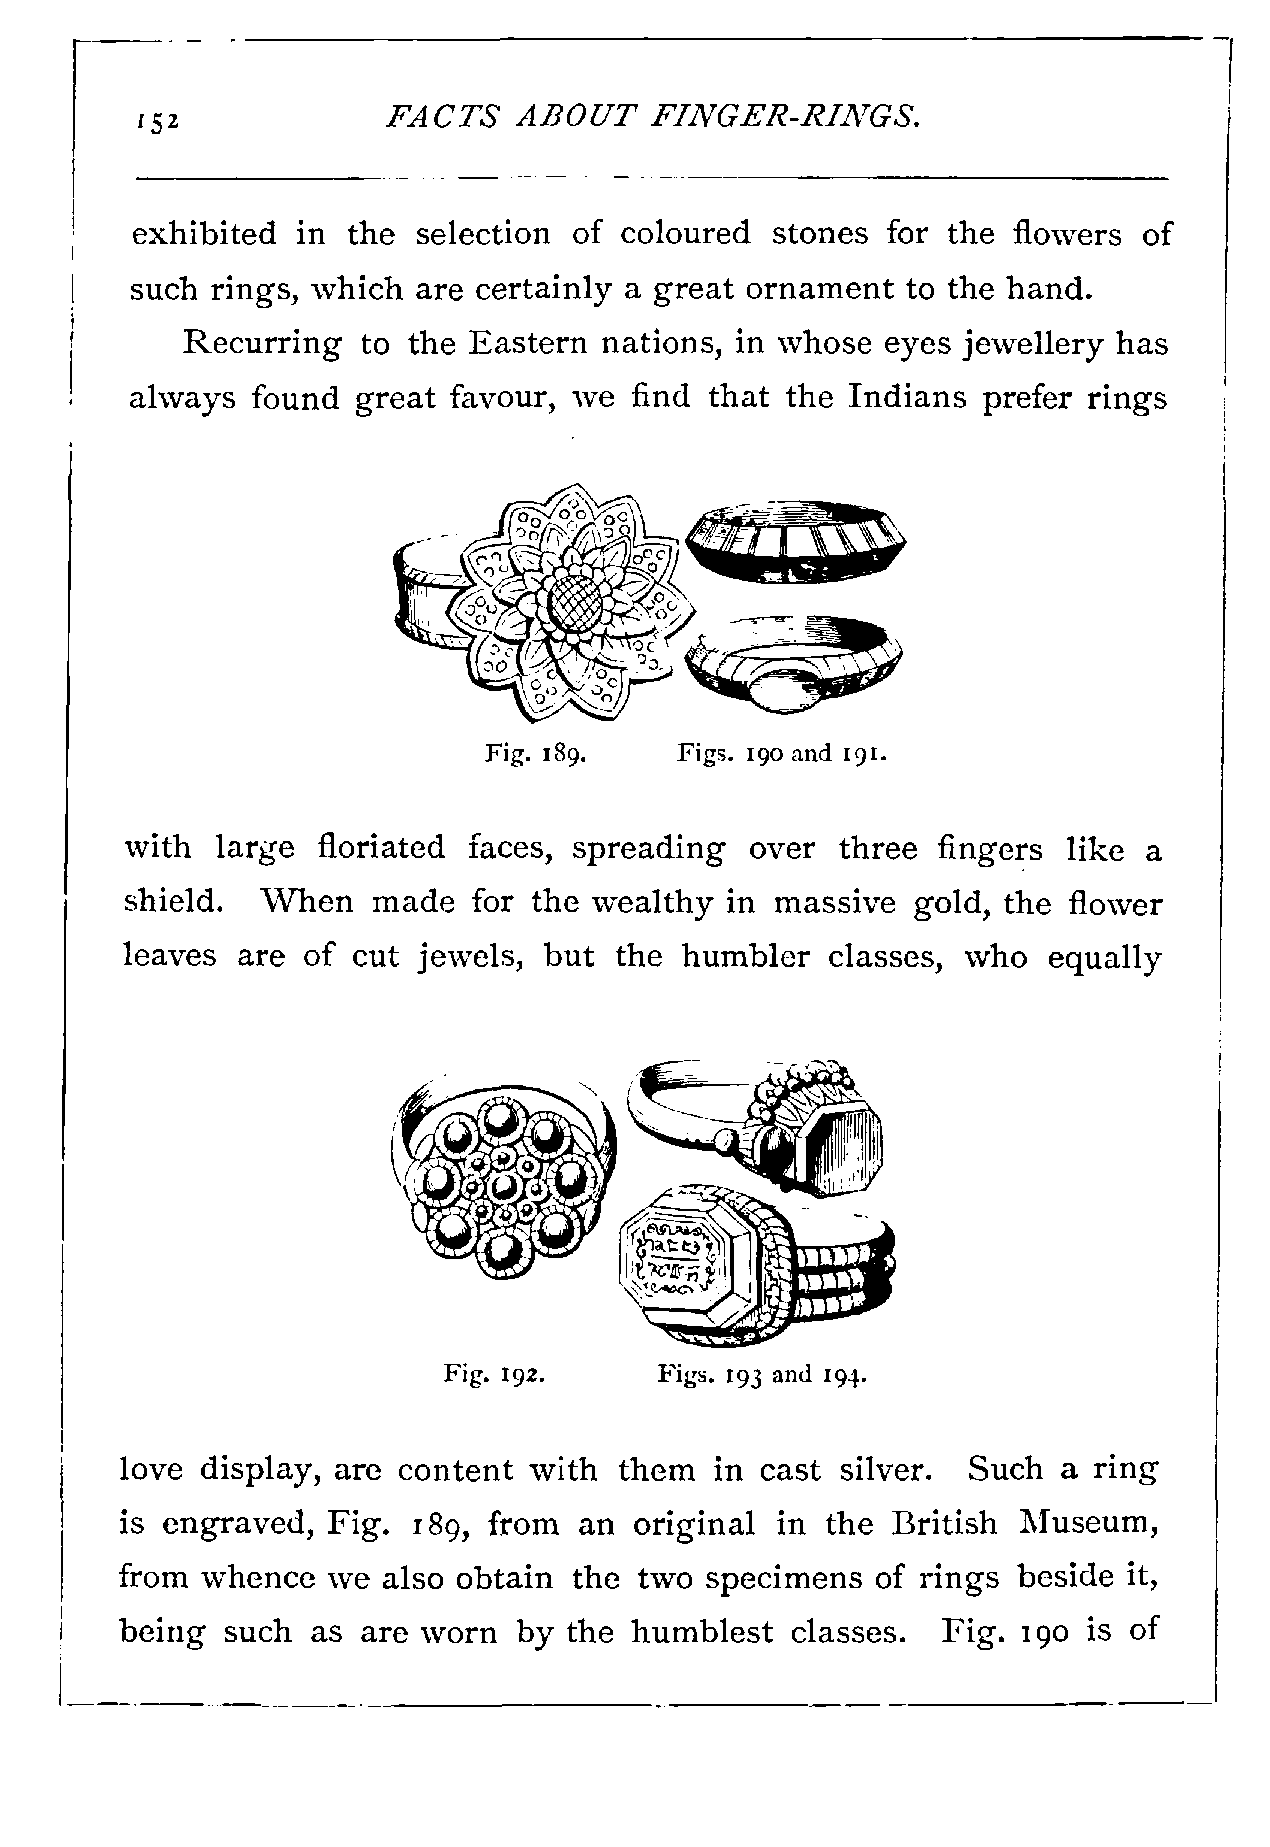 152 FACTS ABOUT FINGER-RINGS.
exhibited in the selection of coloured stones for the flowers of
such rings, which are certainly a great ornament to the hand.
Recurring to the Eastern nations, in whose eyes jewellery has
always found great favour, we find that the Indians prefer rings
Fig. 189. Figs. 190 and 191.
with large floriated faces, spreading over three fingers like a
shield. When made for the wealthy in massive gold, the flower
leaves are of cut jewels, but the humbler classes, who equally
Fig. 192. Figs. 193 and 194.
love display, are content with them in cast silver. Such a ring
is engraved, Fig. 189, from an original in the British Museum,
from whence we also obtain the two specimens of rings beside it,
being such as are worn by the humblest classes. Fig. 190 is of